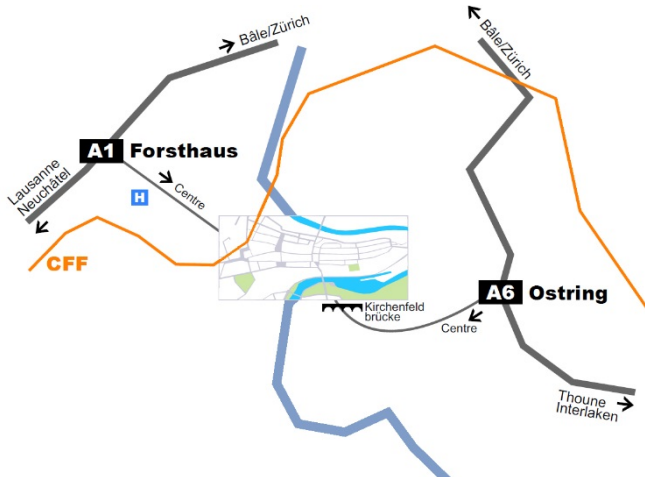 Bâle/Zürich
Bâle/Zürich
A1 Forsthaus
Lausanne
Neuchâtel
H
Centre
CFF
A6 Ostring
Kirchenfeld
brücke
Centre
Thoune
Interlaken